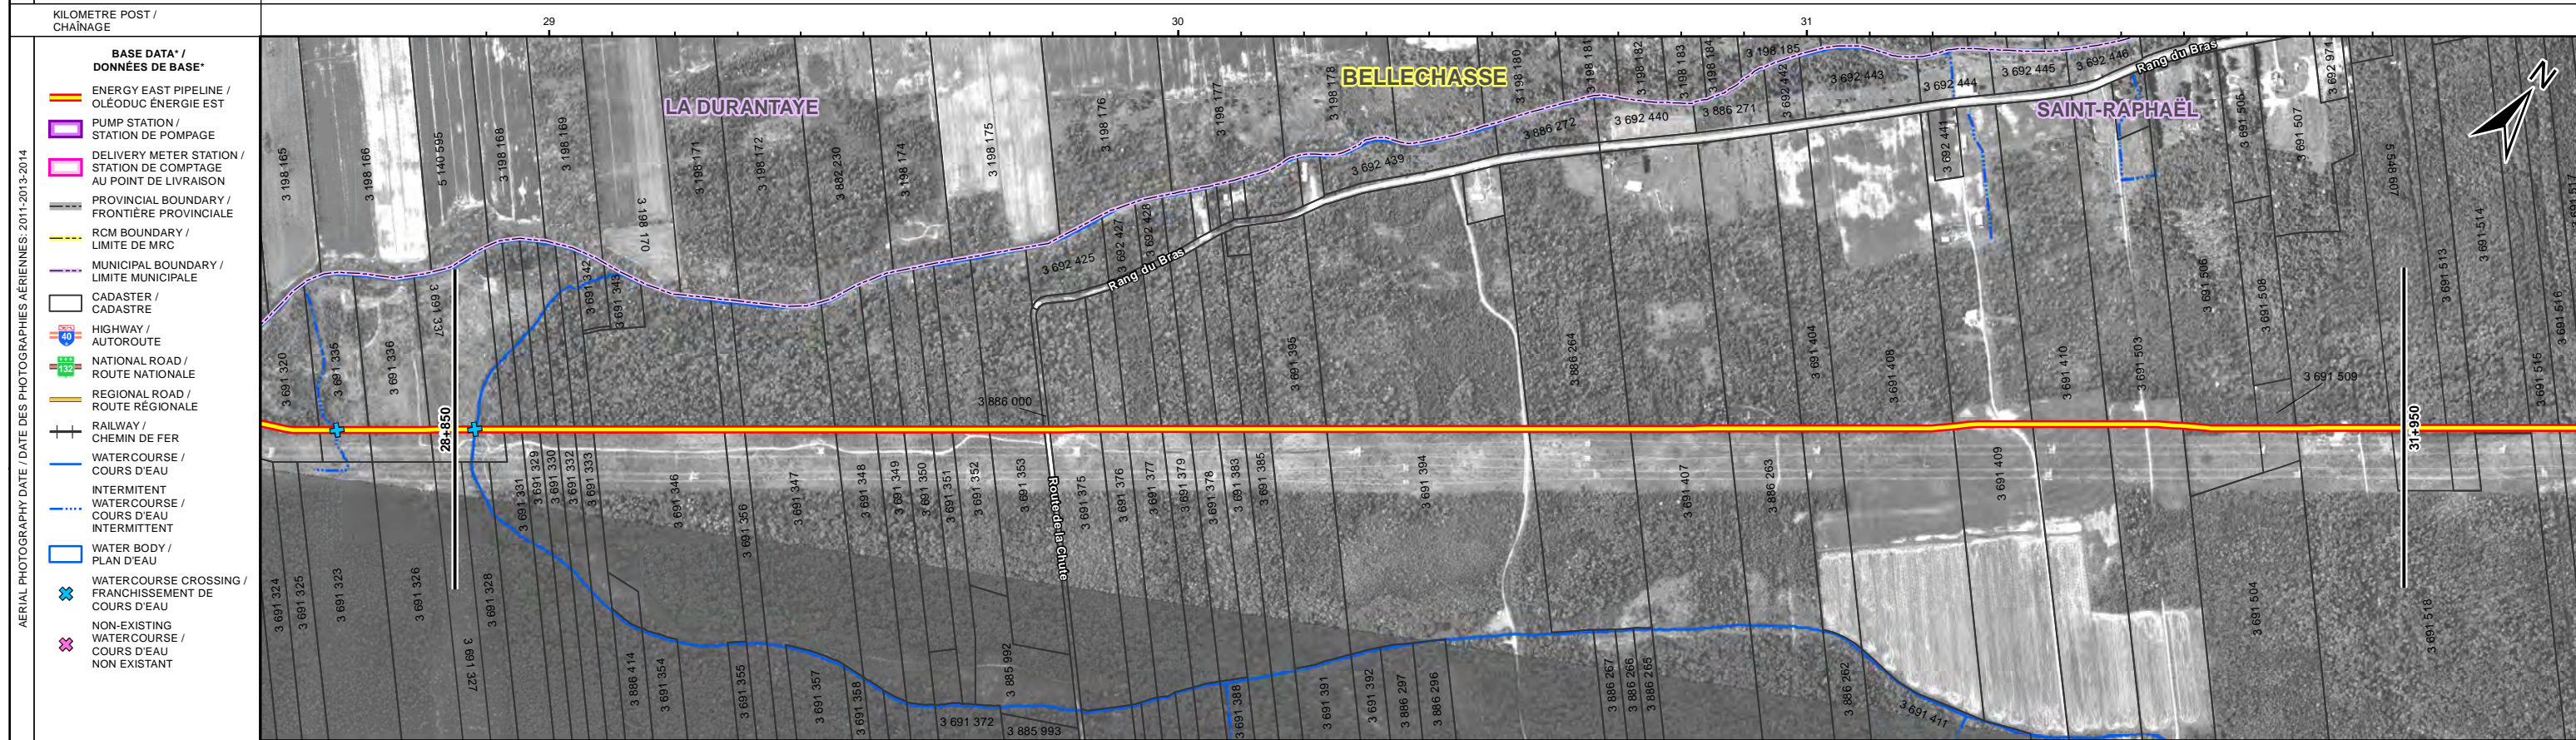 KILOMETRE POST /
CHAÎNAGE
29
30
31
AERIAL PHOTOGRAPHY DATE / DATE DES PHOTOGRAPHIES AÉRIENNES: 2011-2013-2014
BASE DATA* /
DONNÉES DE BASE*
ENERGY EAST PIPELINE /
OLÉODUC ÉNERGIE EST
PUMP STATION /
STATION DE POMPAGE
DELIVERY METER STATION /
STATION DE COMPTAGE
AU POINT DE LIVRAISON
PROVINCIAL BOUNDARY /
FRONTIÈRE PROVINCIALE
RCM BOUNDARY /
LIMITE DE MRC
MUNICIPAL BOUNDARY /
LIMITE MUNICIPALE
CADASTER /
CADASTRE
40
HIGHWAY /
AUTOROUTE
132
NATIONAL ROAD /
ROUTE NATIONALE
REGIONAL ROAD /
ROUTE RÉGIONALE
RAILWAY /
CHEMIN DE FER
WATERCOURSE /
COURS D'EAU
INTERMITENT
WATERCOURSE /
COURS D'EAU
INTERMITTENT
WATER BODY /
PLAN D'EAU
WATERCOURSE CROSSING /
FRANCHISSEMENT DE
COURS D'EAU
NON-EXISTING
WATERCOURSE /
COURS D'EAU
NON EXISTANT
LA DURANTAYE
BELLECHASSE
SAINT-RAPHAËL
N
3 198 165
3 198 166
5 140 595
3 198 168
3 198 169
3 198 170
3 198 171
3 198 172
3 882 230
3 198 174
3 198 175
3 198 176
3 198 177
3 198 178
3 198 180
3 198 181
3 198 182
3 198 183
3 198 184
3 198 185
3 692 442
3 692 443
3 692 444
3 692 445
3 692 446
Rang du Bras
3 692 974
3 886 271
3 692 440
3 886 272
3 692 439
3 692 441
3 691 505
3 691 507
5 548 607
3 691 514
3 691 513
3 691 517
3 691 516
3 691 515
3 692 425
3 692 427
3 692 428
Rang du Bras
3 691 320
3 691 335
3 691 336
3 691 337
3 691 342
3 691 343
3 886 000
3 691 395
3 886 264
3 691 404
3 691 408
3 691 410
3 691 503
3 691 506
3 691 508
3 691 509
28+850
31+950
3 691 324
3 691 325
3 691 323
3 691 326
3 691 327
3 691 328
3 691 331
3 691 329
3 691 330
3 691 332
3 691 333
3 691 346
3 691 356
3 691 347
3 691 348
3 691 349
3 691 350
3 691 351
3 691 352
3 691 353
Route de la Chute
3 691 375
3 691 376
3 691 377
3 691 379
3 691 378
3 691 383
3 691 385
3 691 394
3 691 407
3 886 263
3 691 409
3 886 414
3 691 354
3 691 355
3 691 357
3 691 358
3 691 372
3 885 992
3 885 993
3 691 388
3 691 391
3 691 392
3 886 297
3 886 296
3 886 267
3 886 266
3 886 265
3 886 262
3 691 411
3 691 504
3 691 518